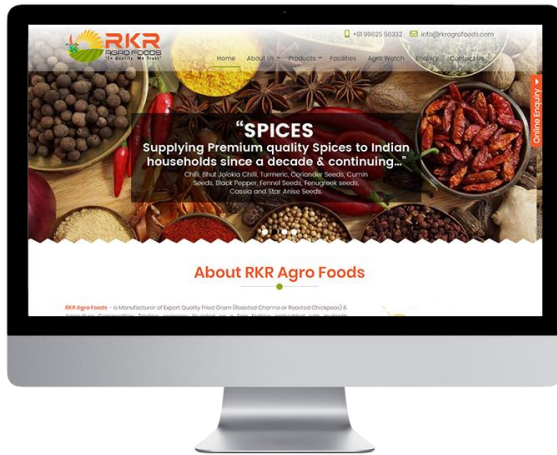 +91 99625 56332 info@rkragrofoods.com
RKR
AGRO FOODS
"In Quality, We Trust"
Home About Us Products Facilities Agro Watch Enquiry Contact Us
Online Enquiry
"SPICES
Supplying Premium quality Spices to Indian
households since a decade & continuing..."
Chilli, Bhut Jolokia Chilli, Turmeric, Coriander Seeds, Cumin
Seeds, Black Pepper, Fennel Seeds, Fenugreek seeds,
Cassia and Star Anise Seeds.
About RKR Agro Foods
RKR Agro Foods - is Manufacturer of Export Quality Fried Gram (Roasted Channa or Roasted Chickpeas) &